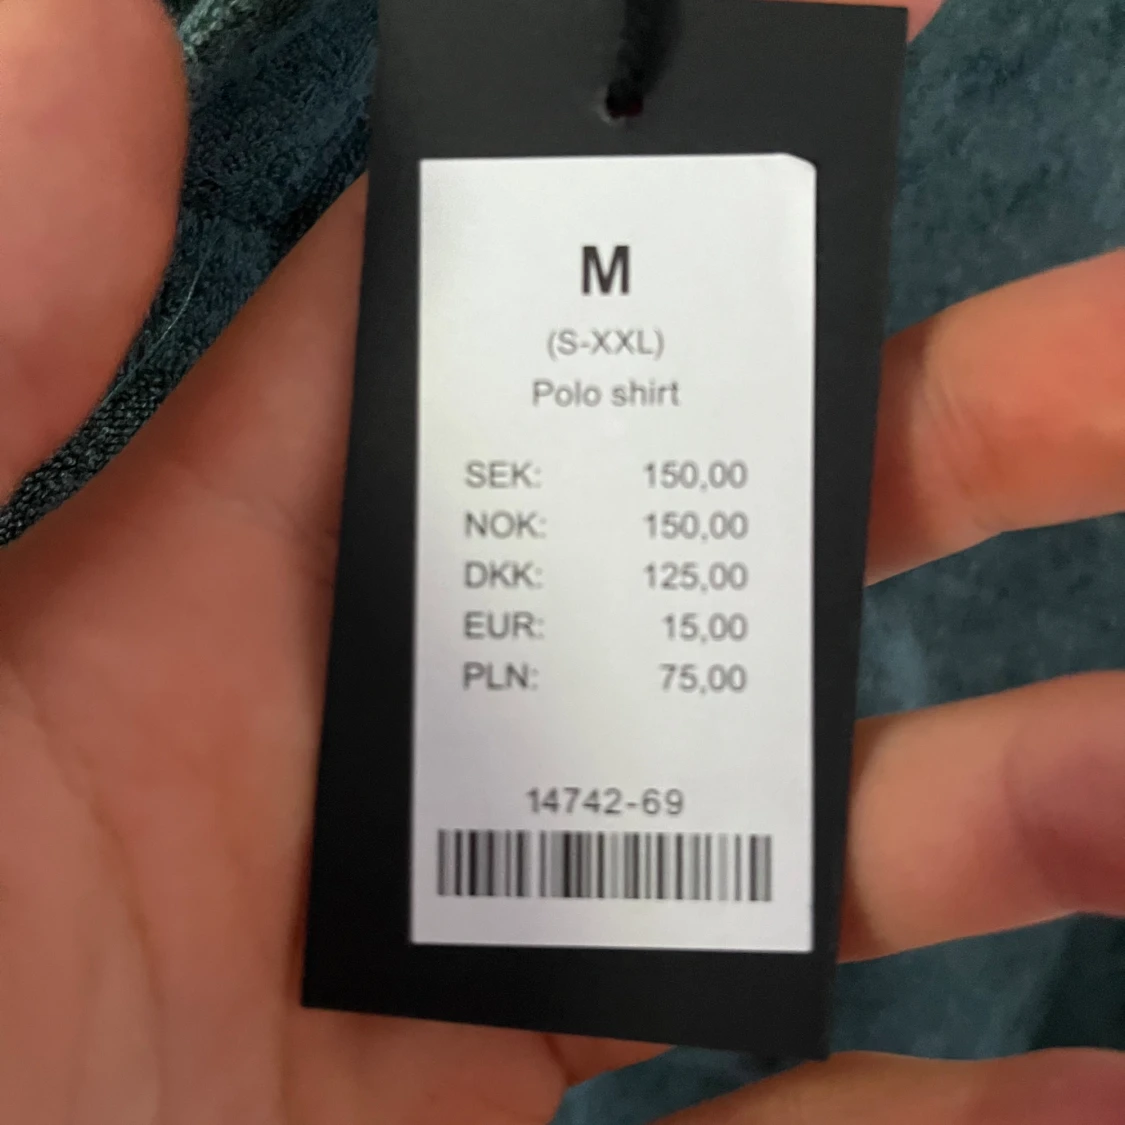 M
(S-XXL)
Polo shirt
SEK: 150,00
NOK: 150,00
DKK: 125,00
EUR: 15,00
PLN: 75,00
14742-69